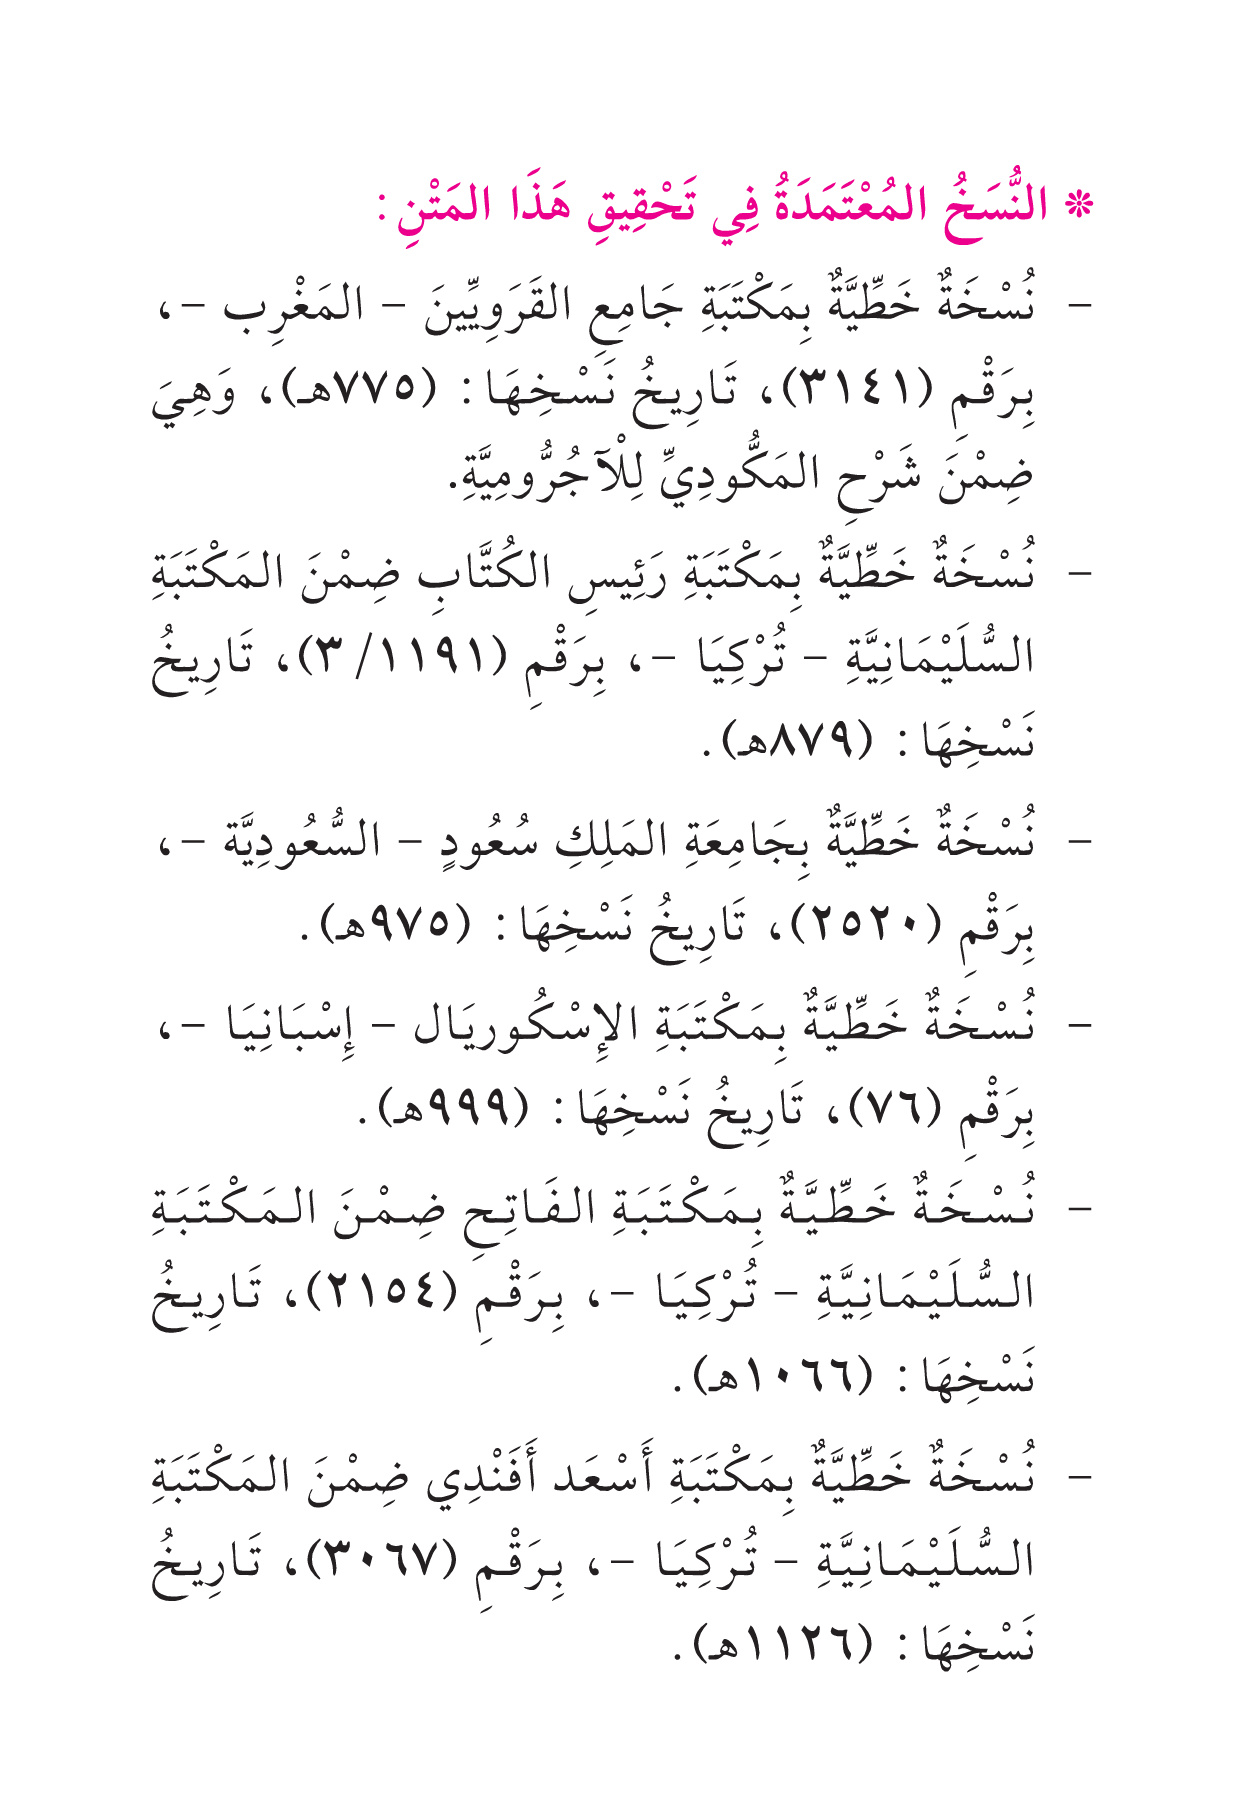 * النُّسَخُ المُعْتَمَدَةُ فِي تَحْقِيقِ هَذَا المَتْنِ:
- نُسْخَةٌ خَطِّيَّةٌ بِمَكْتَبَةِ جَامِعِ القَرَوِيِّينَ - المَغْرِب -،
بِرَقْمِ (٣١٤١)، تَارِيخُ نَسْخِهَا: (٧٧٥هـ)، وَهِيَ
ضِمْنَ شَرْحِ المَكُّودِيِّ لِلْآجُرُّومِيَّةِ.
- نُسْخَةٌ خَطِّيَّةٌ بِمَكْتَبَةِ رَئِيسِ الكُتَّابِ ضِمْنَ المَكْتَبَةِ
السُّلَيْمَانِيَّةِ - تُرْكِيَا -، بِرَقْمِ (١١٩١/ ٣)، تَارِيخُ
نَسْخِهَا: (٨٧٩هـ).
- نُسْخَةٌ خَطِّيَّةٌ بِجَامِعَةِ المَلِكِ سُعُودٍ - السُّعُودِيَّة -،
بِرَقْمِ (٢٥٢٠)، تَارِيخُ نَسْخِهَا: (٩٧٥هـ).
- نُسْخَةٌ خَطِّيَّةٌ بِمَكْتَبَةِ الإِسْكُورِيَال - إِسْبَانِيَا -،
بِرَقْمِ (٧٦)، تَارِيخُ نَسْخِهَا: (٩٩٩هـ).
- نُسْخَةٌ خَطِّيَّةٌ بِمَكْتَبَةِ الفَاتِحِ ضِمْنَ المَكْتَبَةِ
السُّلَيْمَانِيَّةِ - تُرْكِيَا -، بِرَقْمِ (٢١٥٤)، تَارِيخُ
نَسْخِهَا: (١٠٦٦هـ).
- نُسْخَةٌ خَطِّيَّةٌ بِمَكْتَبَةِ أَسْعَد أَفَنْدِي ضِمْنَ المَكْتَبَةِ
السُّلَيْمَانِيَّةِ - تُرْكِيَا -، بِرَقْمِ (٣٠٦٧)، تَارِيخُ
نَسْخِهَا: (١١٢٦هـ).